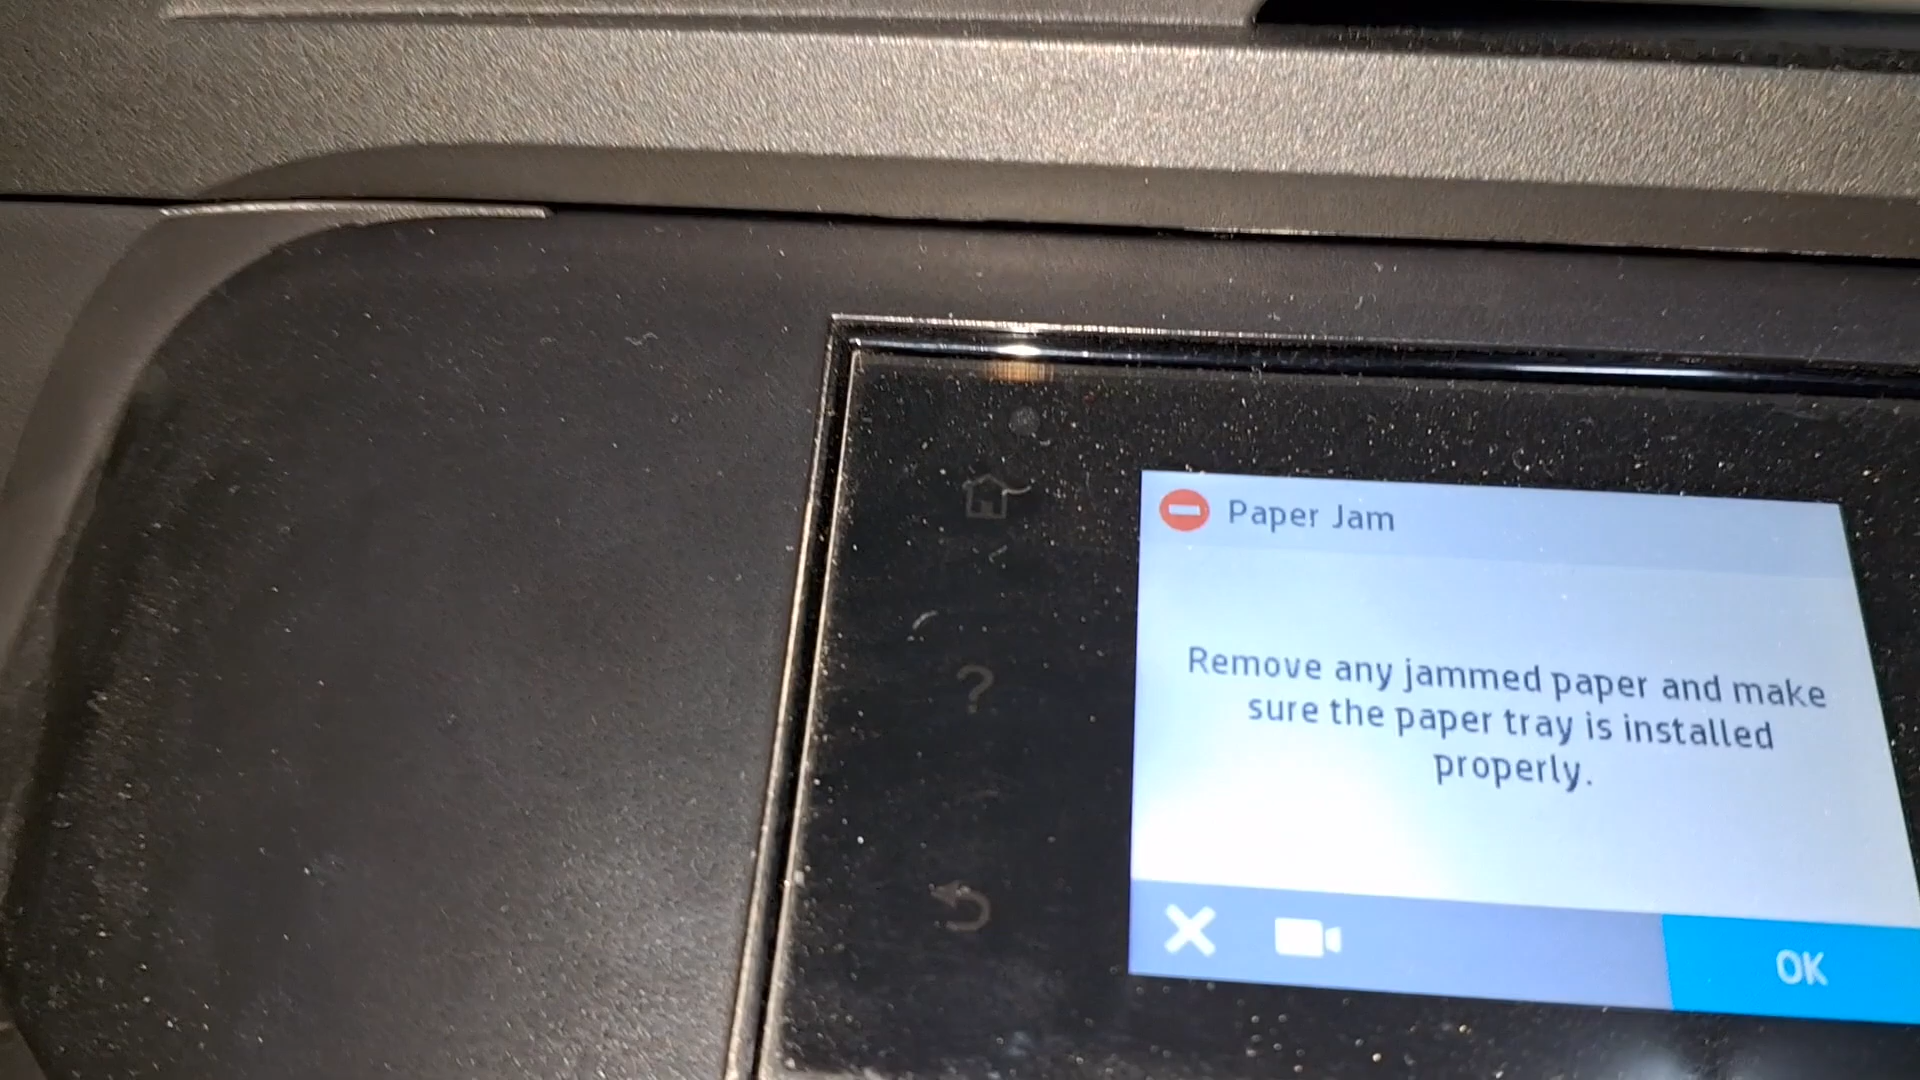 Paper Jam
Remove any jammed paper and make
sure the paper tray is installed
properly.
OK
?